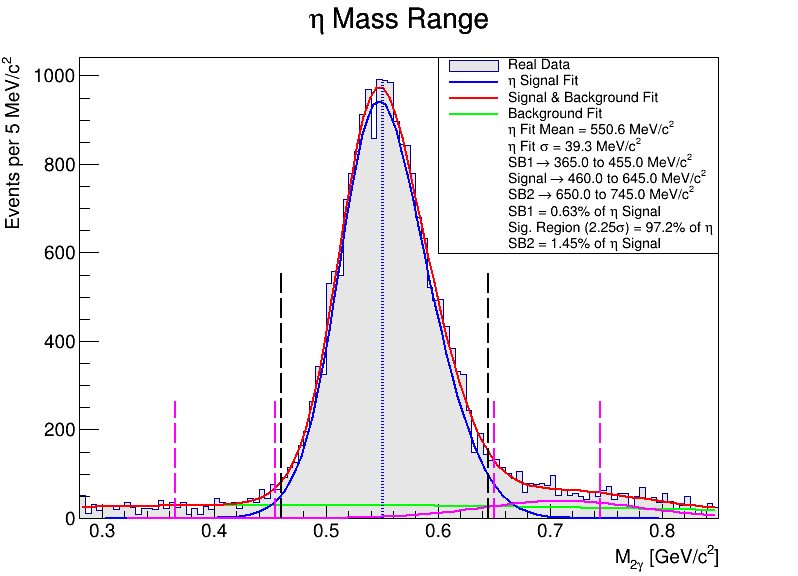 η Mass Range
Events per 5 MeV/c²
1000
800
600
400
200
0
Real Data
η Signal Fit
Signal & Background Fit
Background Fit
η Fit Mean = 550.6 MeV/c²
η Fit σ = 39.3 MeV/c²
SB1 → 365.0 to 455.0 MeV/c²
Signal → 460.0 to 645.0 MeV/c²
SB2 → 650.0 to 745.0 MeV/c²
SB1 = 0.63% of η Signal
Sig. Region (2.25σ) = 97.2% of η
SB2 = 1.45% of η Signal
0.3 0.4 0.5 0.6 0.7 0.8
M₂ᵧ [GeV/c²]